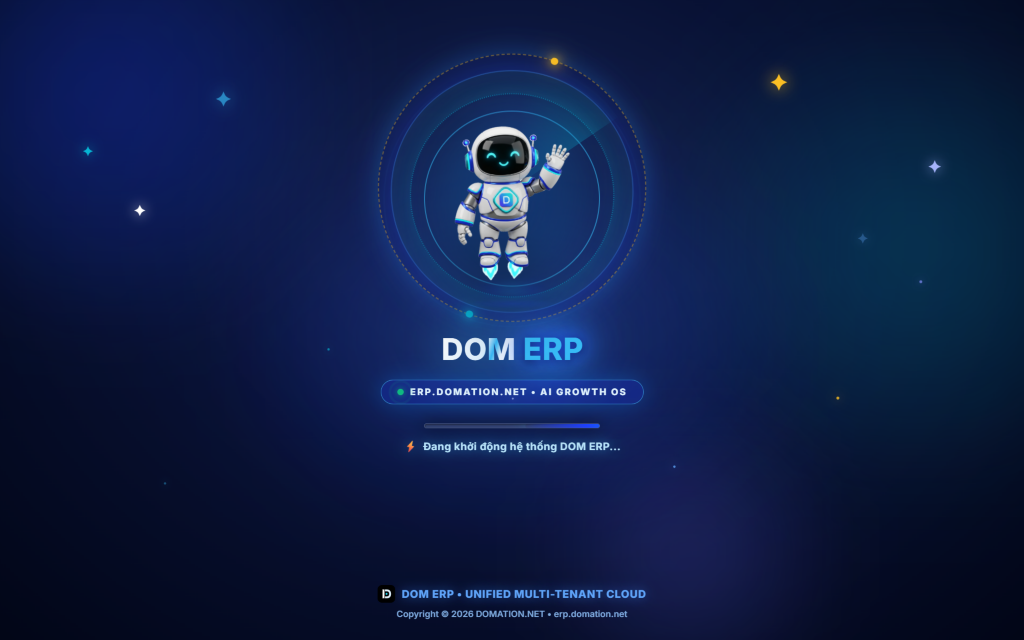 D
DOM ERP
ERP.DOMATION.NET • AI GROWTH OS
Đang khởi động hệ thống DOM ERP...
D DOM ERP • UNIFIED MULTI-TENANT CLOUD
Copyright © 2026 DOMATION.NET • erp.domation.net